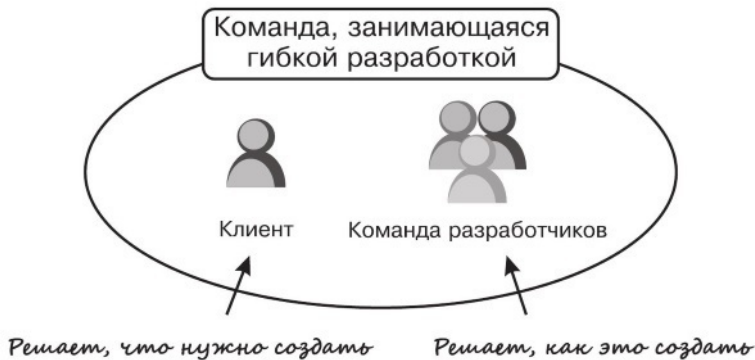 Команда, занимающаяся
гибкой разработкой
Клиент
Команда разработчиков
Решает, что нужно создать
Решает, как это создать